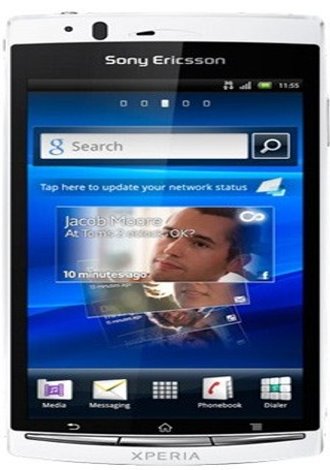 Sony Ericsson
3G
11:55
g Search
Tap here to update your network status
Jacob Moore
At Tom's 2 o'clock, OK?
10 minutes ago
f
Media Messaging Phonebook Dialer
XPERIA